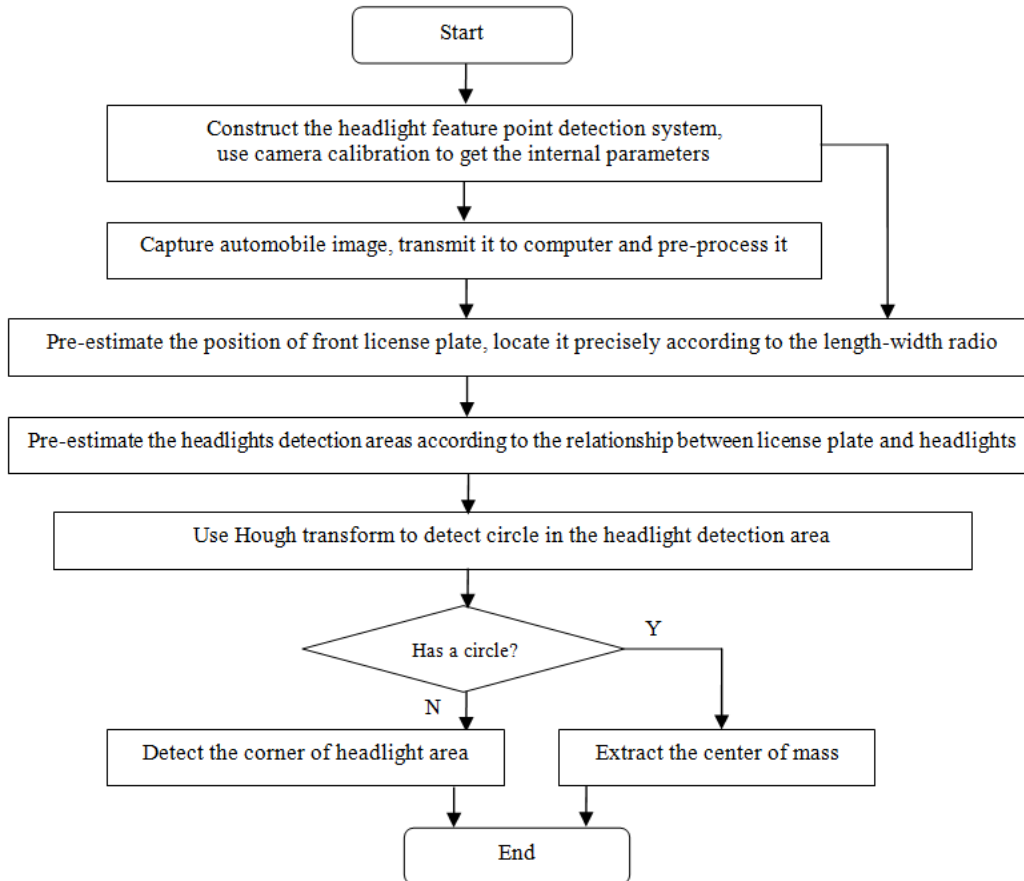 Start
Construct the headlight feature point detection system,
use camera calibration to get the internal parameters
Capture automobile image, transmit it to computer and pre-process it
Pre-estimate the position of front license plate, locate it precisely according to the length-width radio
Pre-estimate the headlights detection areas according to the relationship between license plate and headlights
Use Hough transform to detect circle in the headlight detection area
Has a circle?
Y
N
Detect the corner of headlight area
Extract the center of mass
End